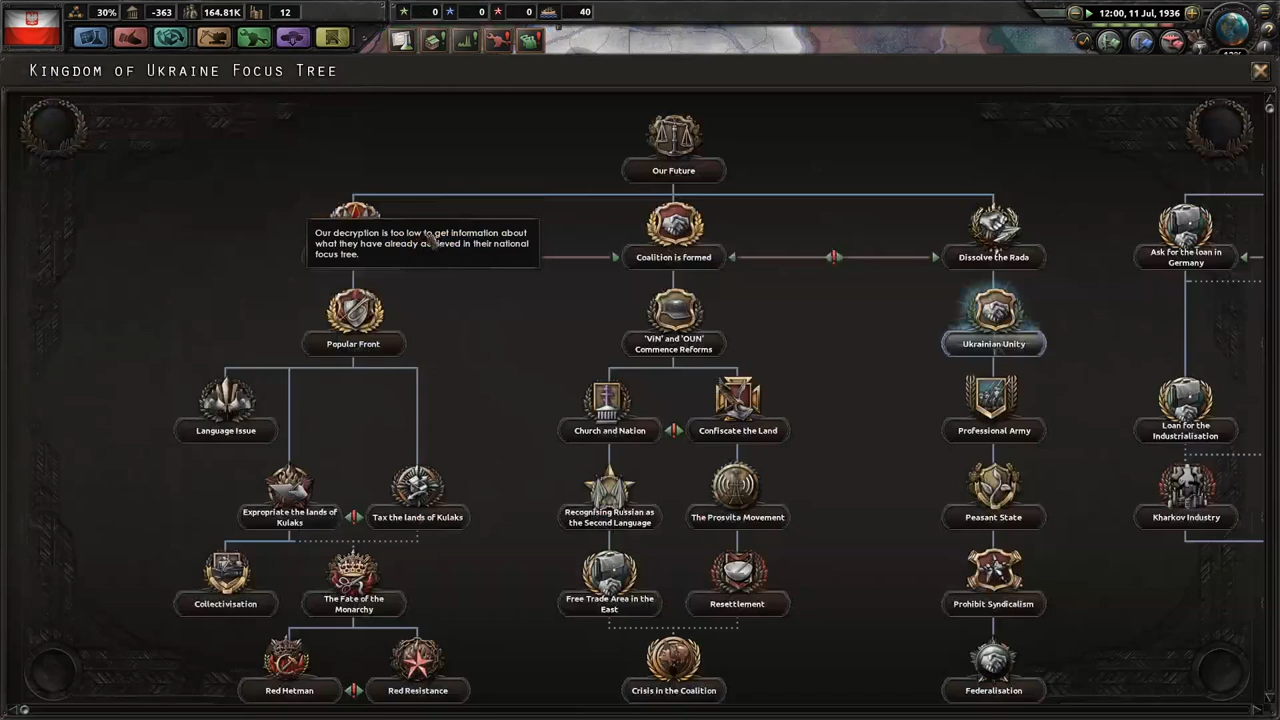 30% -363 164.81K 12 0 0 0 40 12:00, 11 Jul, 1936
Kingdom of Ukraine Focus Tree
Our Future
Our decryption is too low to get information about
what they have already achieved in their national
focus tree.
Coalition is formed
Dissolve the Rada
Ask for the loan in
Germany
Popular Front
'ViN' and 'OUN'
Commence Reforms
Ukrainian Unity
Language Issue
Church and Nation
Confiscate the Land
Professional Army
Loan for the
Industrialisation
Expropriate the lands of
Kulaks
Tax the lands of Kulaks
Recognising Russian as
the Second Language
The Prosvita Movement
Peasant State
Kharkov Industry
Collectivisation
The Fate of the
Monarchy
Free Trade Area in the
East
Resettlement
Prohibit Syndicalism
Red Hetman
Red Resistance
Crisis in the Coalition
Federalisation